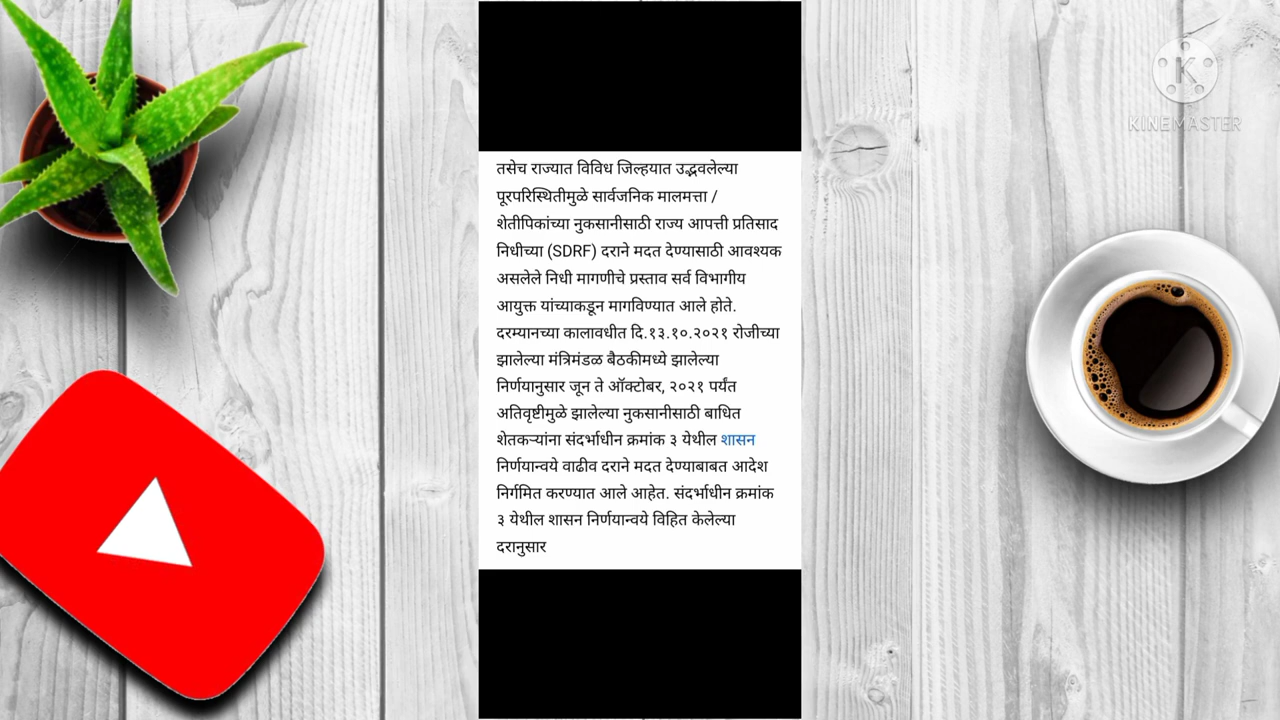 KINEMASTER
तसेच राज्यात विविध जिल्हयात उद्भवलेल्या
पूरपरिस्थितीमुळे सार्वजनिक मालमत्ता /
शेतीपिकांच्या नुकसानीसाठी राज्य आपत्ती प्रतिसाद
निधीच्या (SDRF) दराने मदत देण्यासाठी आवश्यक
असलेले निधी मागणीचे प्रस्ताव सर्व विभागीय
आयुक्त यांच्याकडून मागविण्यात आले होते.
दरम्यानच्या कालावधीत दि.१३.१०.२०२१ रोजीच्या
झालेल्या मंत्रिमंडळ बैठकीमध्ये झालेल्या
निर्णयानुसार जून ते ऑक्टोबर, २०२१ पर्यंत
अतिवृष्टीमुळे झालेल्या नुकसानीसाठी बाधित
शेतकऱ्यांना संदर्भाधीन क्रमांक ३ येथील शासन
निर्णयान्वये वाढीव दराने मदत देण्याबाबत आदेश
निर्गमित करण्यात आले आहेत. संदर्भाधीन क्रमांक
३ येथील शासन निर्णयान्वये विहित केलेल्या
दरानुसार